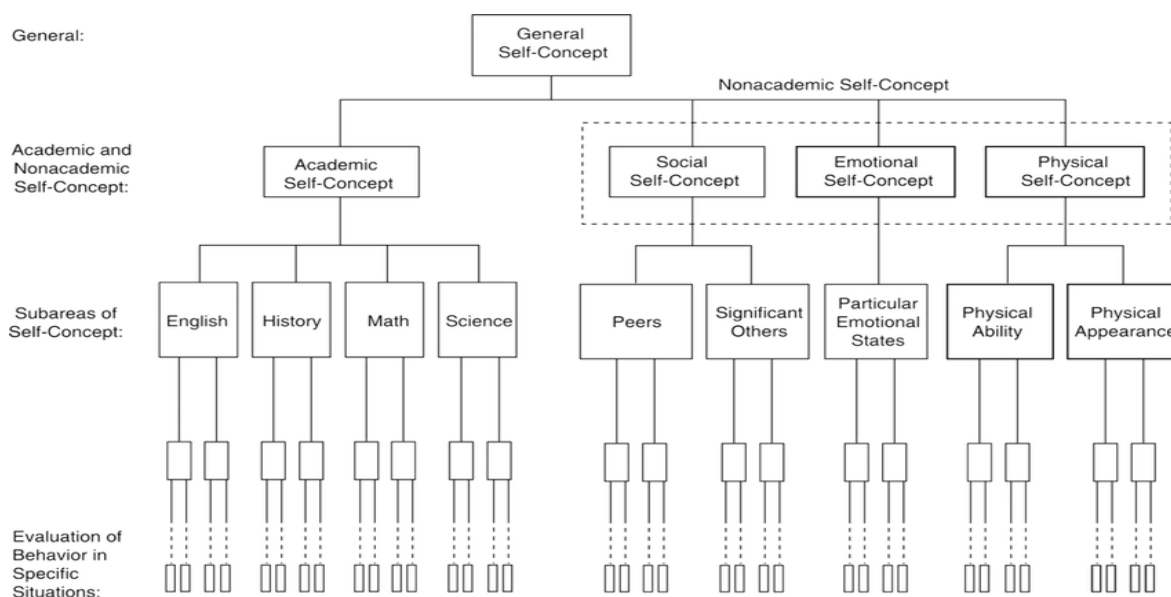 General:
General
Self-Concept
Nonacademic Self-Concept
Academic and
Nonacademic
Self-Concept:
Academic
Self-Concept
Social
Self-Concept
Emotional
Self-Concept
Physical
Self-Concept
Subareas of
Self-Concept:
English
History
Math
Science
Peers
Significant
Others
Particular
Emotional
States
Physical
Ability
Physical
Appearance
Evaluation of
Behavior in
Specific
Situations: